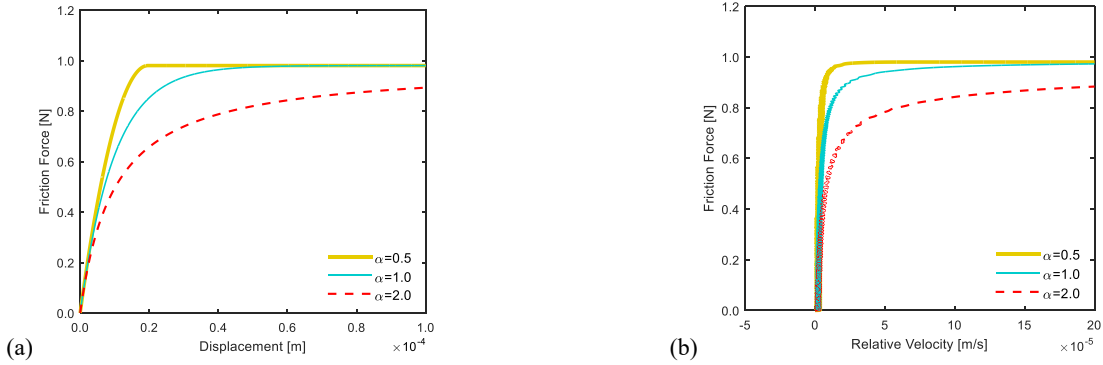 1.2
1.0
0.8
0.6
0.4
0.2
0.0
Friction Force [N]
α=0.5
α=1.0
α=2.0
0.0 0.2 0.4 0.6 0.8 1.0
Displacement [m]
×10-4
(a)
1.2
1.0
0.8
0.6
0.4
0.2
0.0
Friction Force [N]
α=0.5
α=1.0
α=2.0
-5 0 5 10 15 20
Relative Velocity [m/s]
×10-5
(b)